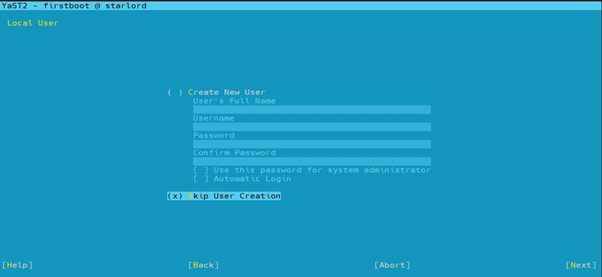 YaST2 - firstboot @ starlord
Local User
( ) Create New User
User's Full Name
Username
Password
Confirm Password
[ ] Use this password for system administrator
[ ] Automatic Login
(x) Skip User Creation
[Help] [Back] [Abort] [Next]